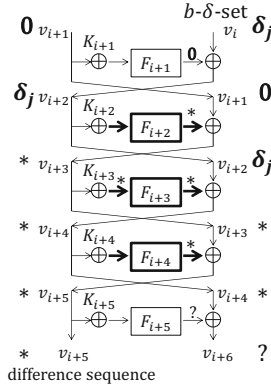 b-δ-set
0 v_{i+1} v_i δ_j
K_{i+1} F_{i+1} 0
δ_j v_{i+2} v_{i+1} 0
K_{i+2} F_{i+2} *
* v_{i+3} v_{i+2} δ_j
K_{i+3} * F_{i+3} *
* v_{i+4} v_{i+3} *
K_{i+4} F_{i+4} *
* v_{i+5} v_{i+4} *
K_{i+5} F_{i+5} ?
* v_{i+5} v_{i+6} ?
difference sequence